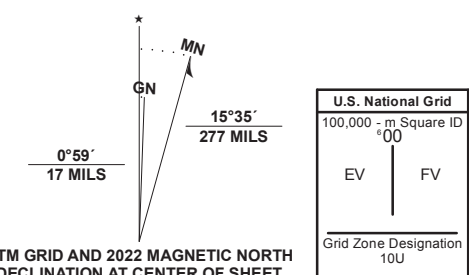 ★
MN
GN
15°35´
277 MILS
0°59´
17 MILS
TM GRID AND 2022 MAGNETIC NORTH
DECLINATION AT CENTER OF SHEET
U.S. National Grid
100,000 - m Square ID
⁶00
EV FV
Grid Zone Designation
10U